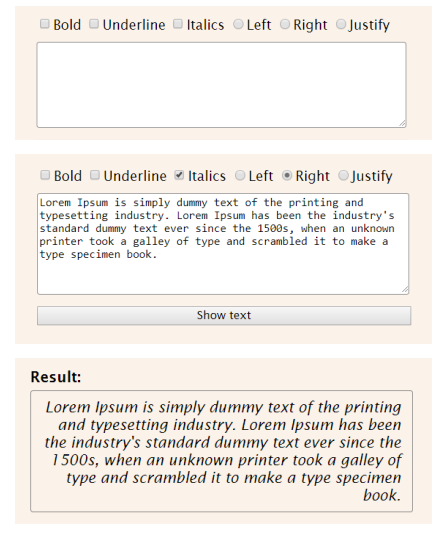 Bold Underline Italics Left Right Justify
Bold Underline Italics Left Right Justify
Lorem Ipsum is simply dummy text of the printing and
typesetting industry. Lorem Ipsum has been the industry's
standard dummy text ever since the 1500s, when an unknown
printer took a galley of type and scrambled it to make a
type specimen book.
Show text
Result:
Lorem Ipsum is simply dummy text of the printing
and typesetting industry. Lorem Ipsum has been
the industry's standard dummy text ever since the
1500s, when an unknown printer took a galley of
type and scrambled it to make a type specimen
book.